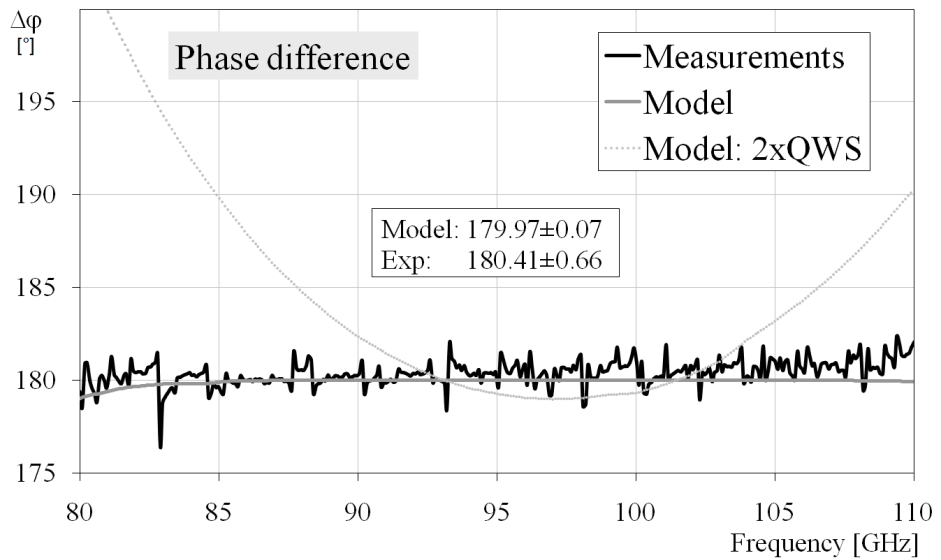 Δφ
[°]
Phase difference
Measurements
Model
Model: 2xQWS
195
190
Model: 179.97±0.07
Exp: 180.41±0.66
185
180
175
80 85 90 95 100 105 110
Frequency [GHz]